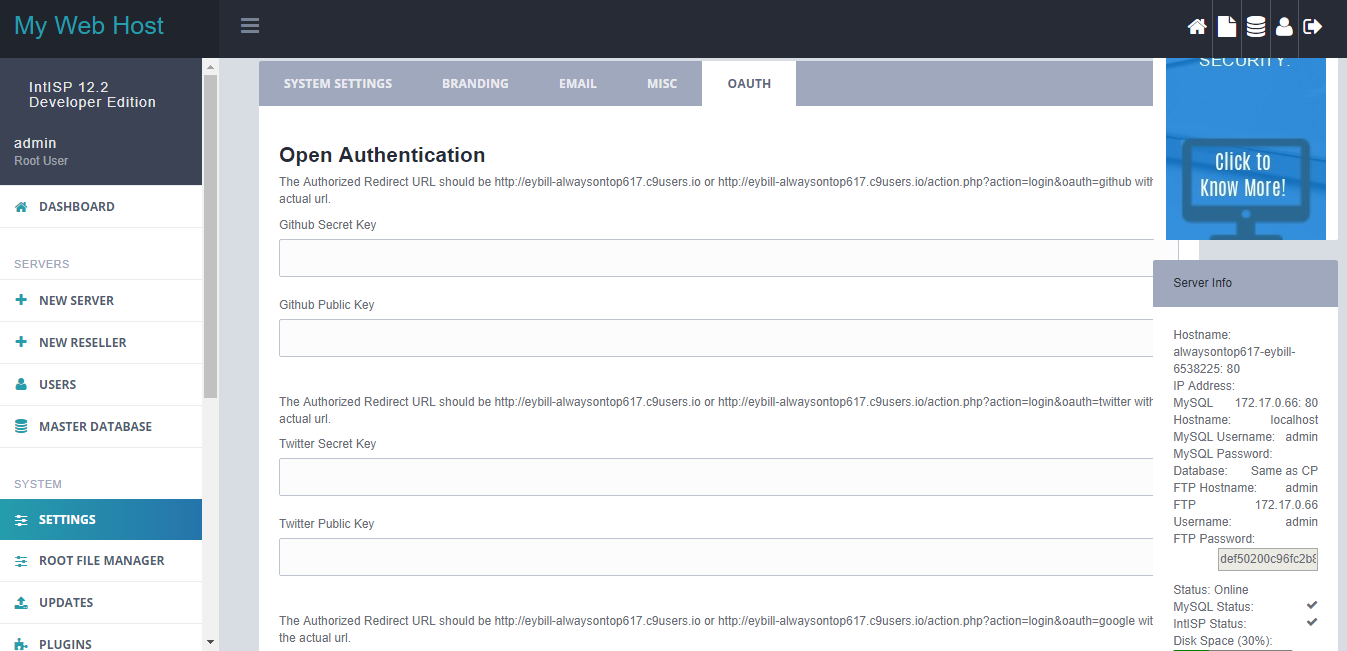 My Web Host
IntISP 12.2
Developer Edition
admin
Root User
DASHBOARD
SERVERS
NEW SERVER
NEW RESELLER
USERS
MASTER DATABASE
SYSTEM
SETTINGS
ROOT FILE MANAGER
UPDATES
PLUGINS
SYSTEM SETTINGS
BRANDING
EMAIL
MISC
OAUTH
Open Authentication
The Authorized Redirect URL should be http://eybill-alwaysontop617.c9users.io or http://eybill-alwaysontop617.c9users.io/action.php?action=login&oauth=github with
actual url.
Github Secret Key
Github Public Key
The Authorized Redirect URL should be http://eybill-alwaysontop617.c9users.io or http://eybill-alwaysontop617.c9users.io/action.php?action=login&oauth=twitter with
actual url.
Twitter Secret Key
Twitter Public Key
The Authorized Redirect URL should be http://eybill-alwaysontop617.c9users.io or http://eybill-alwaysontop617.c9users.io/action.php?action=login&oauth=google wit
the actual url.
SECURITY.
Click to
Know More!
Server Info
Hostname:
alwaysontop617-eybill-
6538225: 80
IP Address:
MySQL 172.17.0.66: 80
Hostname: localhost
MySQL Username: admin
MySQL Password:
Database: Same as CP
FTP Hostname: admin
FTP 172.17.0.66
Username: admin
FTP Password:
def50200c96fc2b8
Status: Online
MySQL Status:
IntISP Status:
Disk Space (30%):